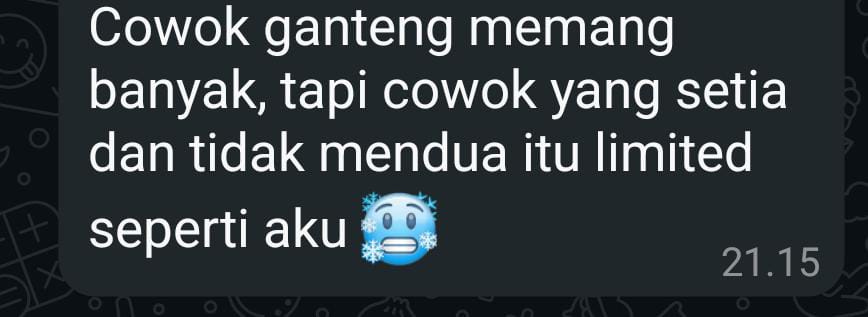 Cowok ganteng memang
banyak, tapi cowok yang setia
dan tidak mendua itu limited
seperti aku 🥶
21.15